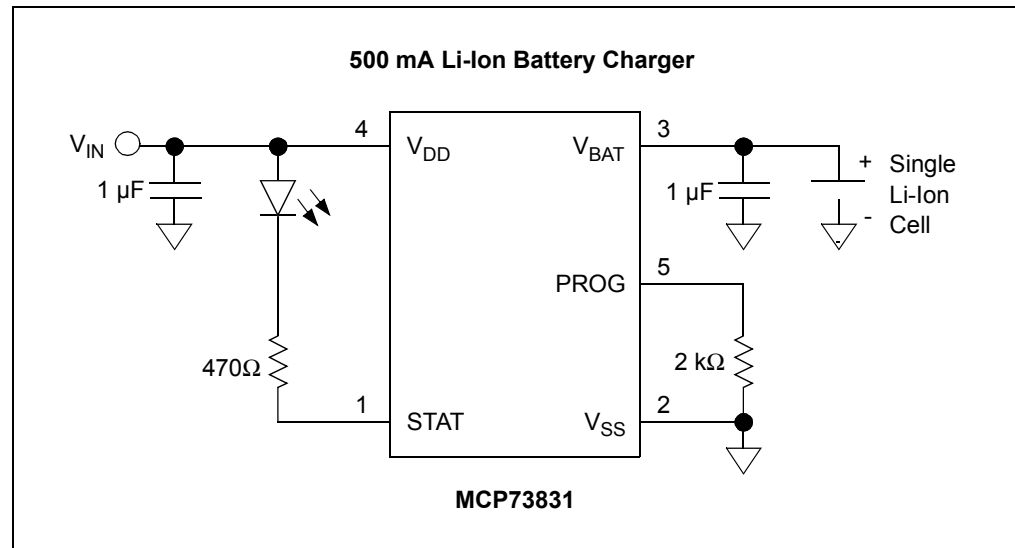 500 mA Li-Ion Battery Charger
V_IN
4
V_DD
V_BAT
3
1 µF
1 µF
+ Single
Li-Ion
- Cell
PROG
5
470Ω
2 kΩ
1
STAT
V_SS
2
MCP73831